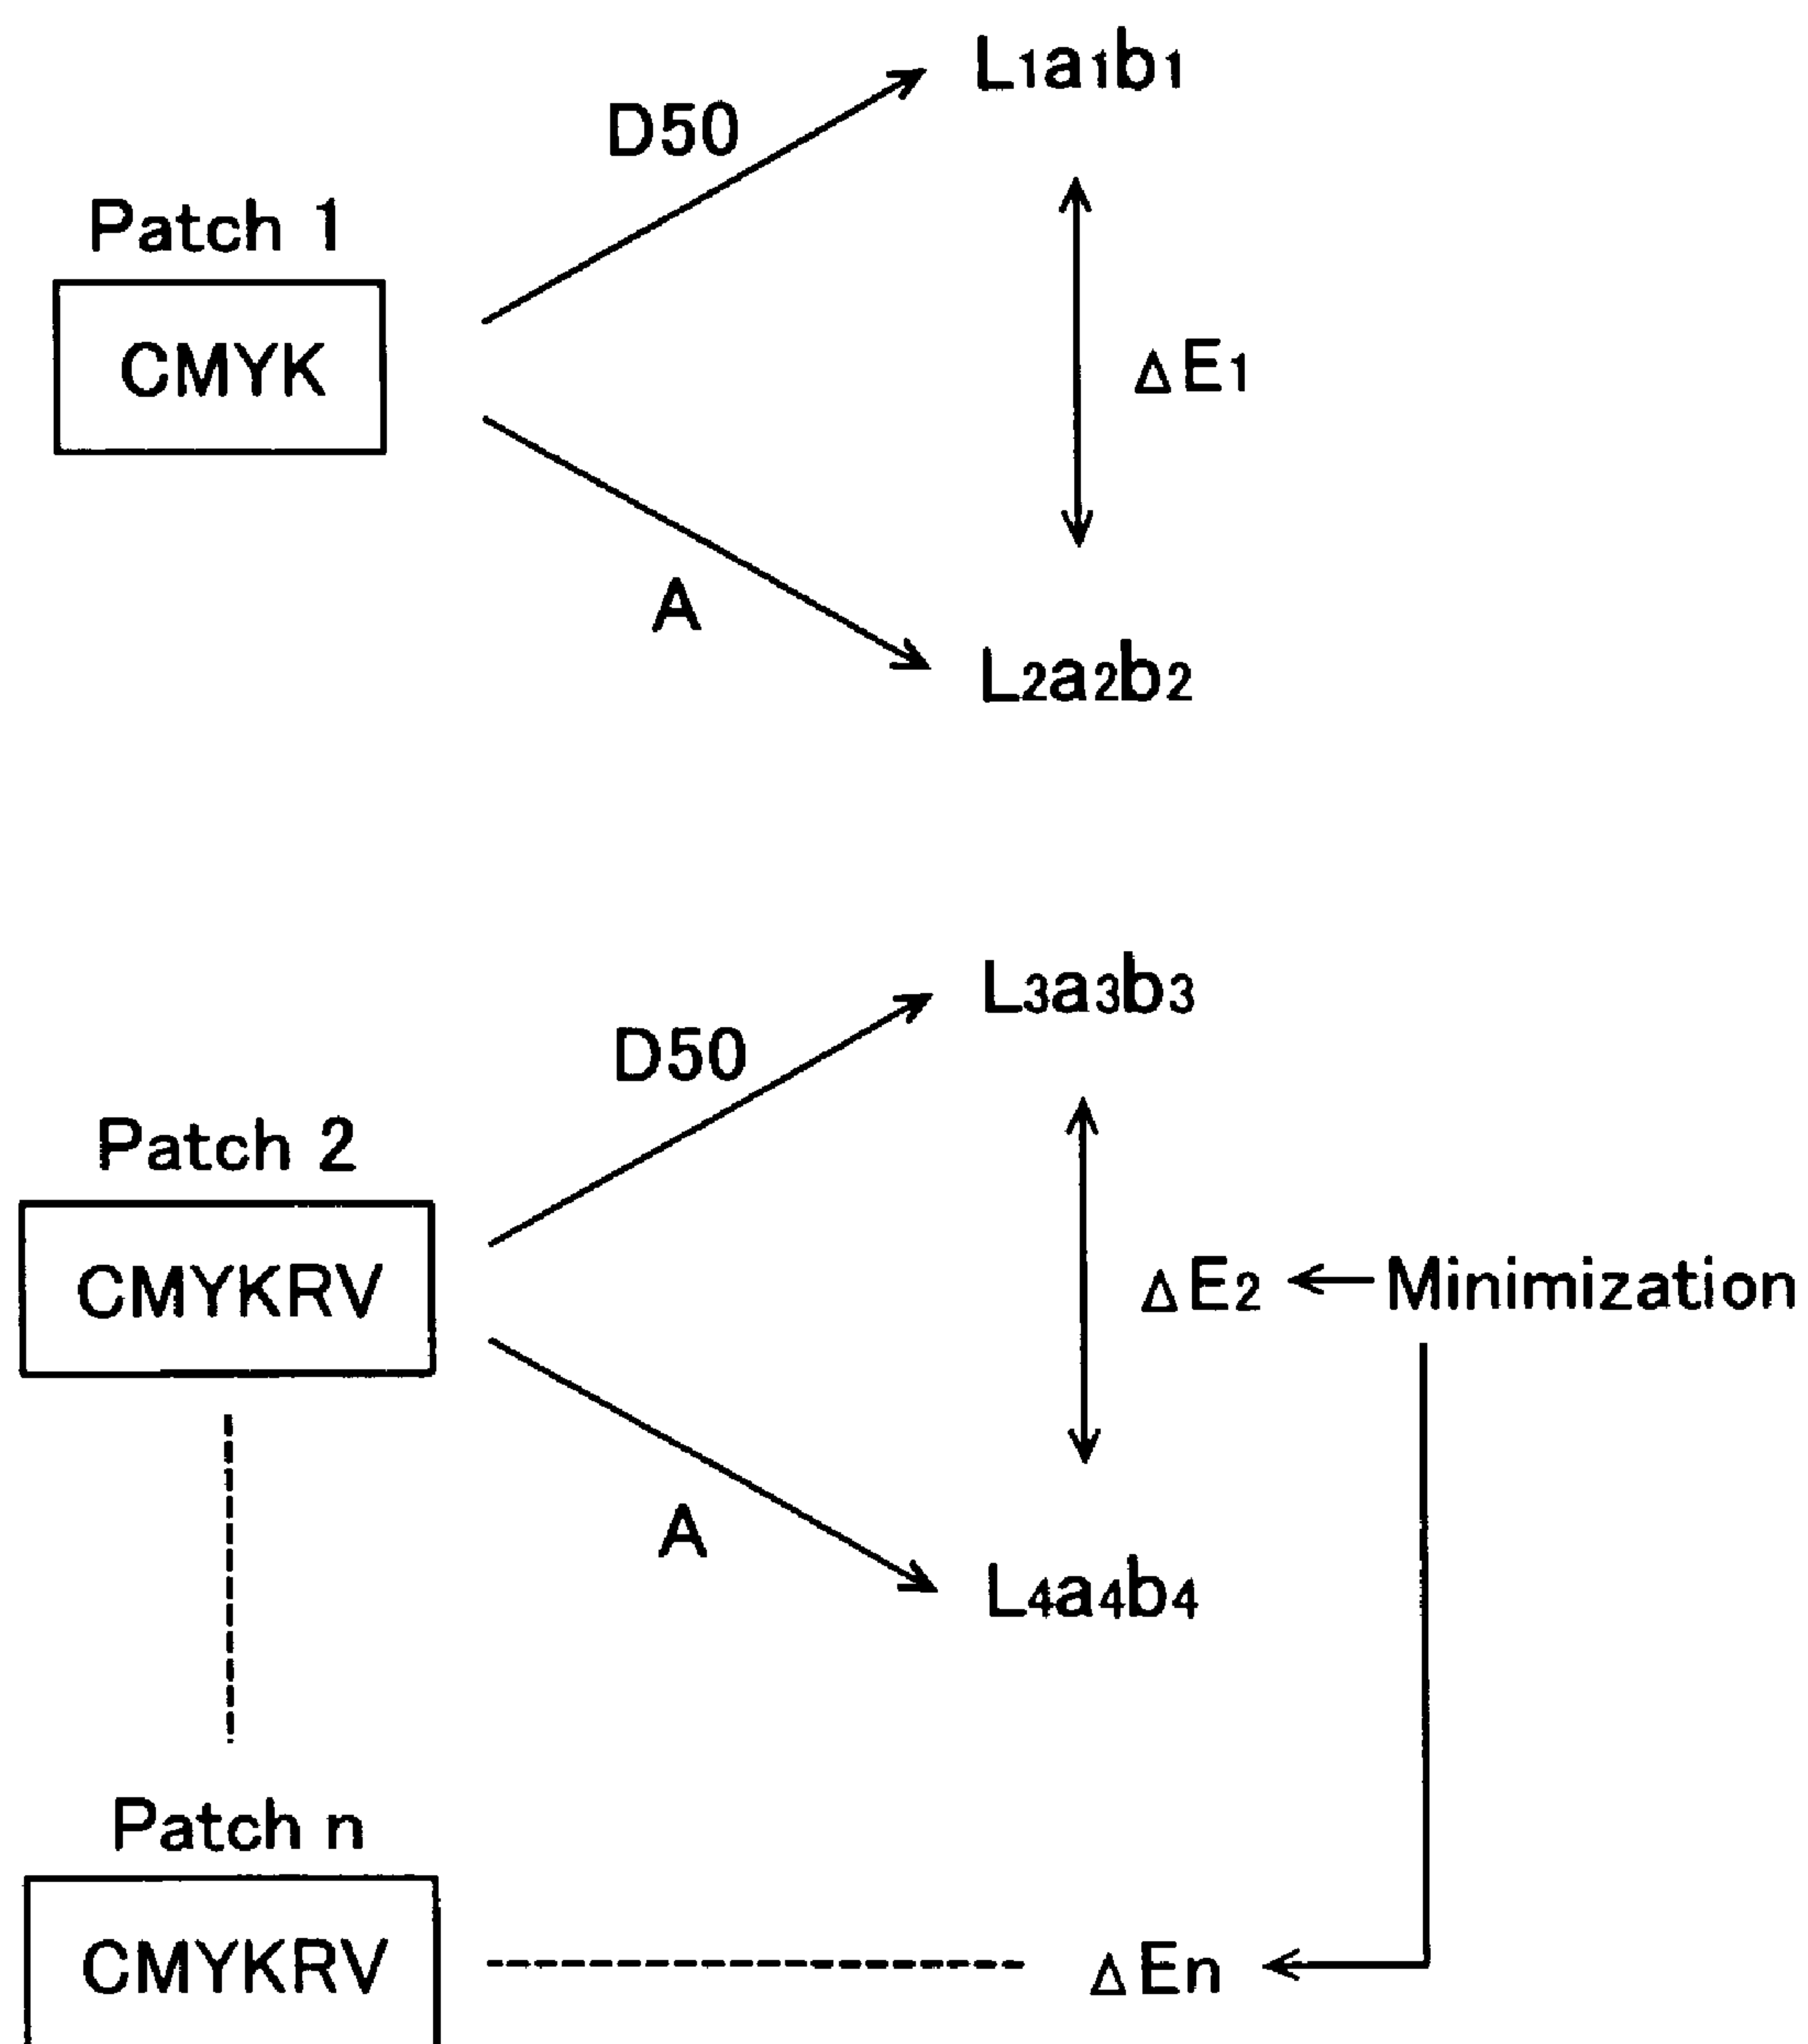 L1a1b1
D50
Patch 1
CMYK
ΔE1
A
L2a2b2
L3a3b3
D50
Patch 2
CMYKRV
ΔE2
Minimization
A
L4a4b4
Patch n
CMYKRV
ΔEn